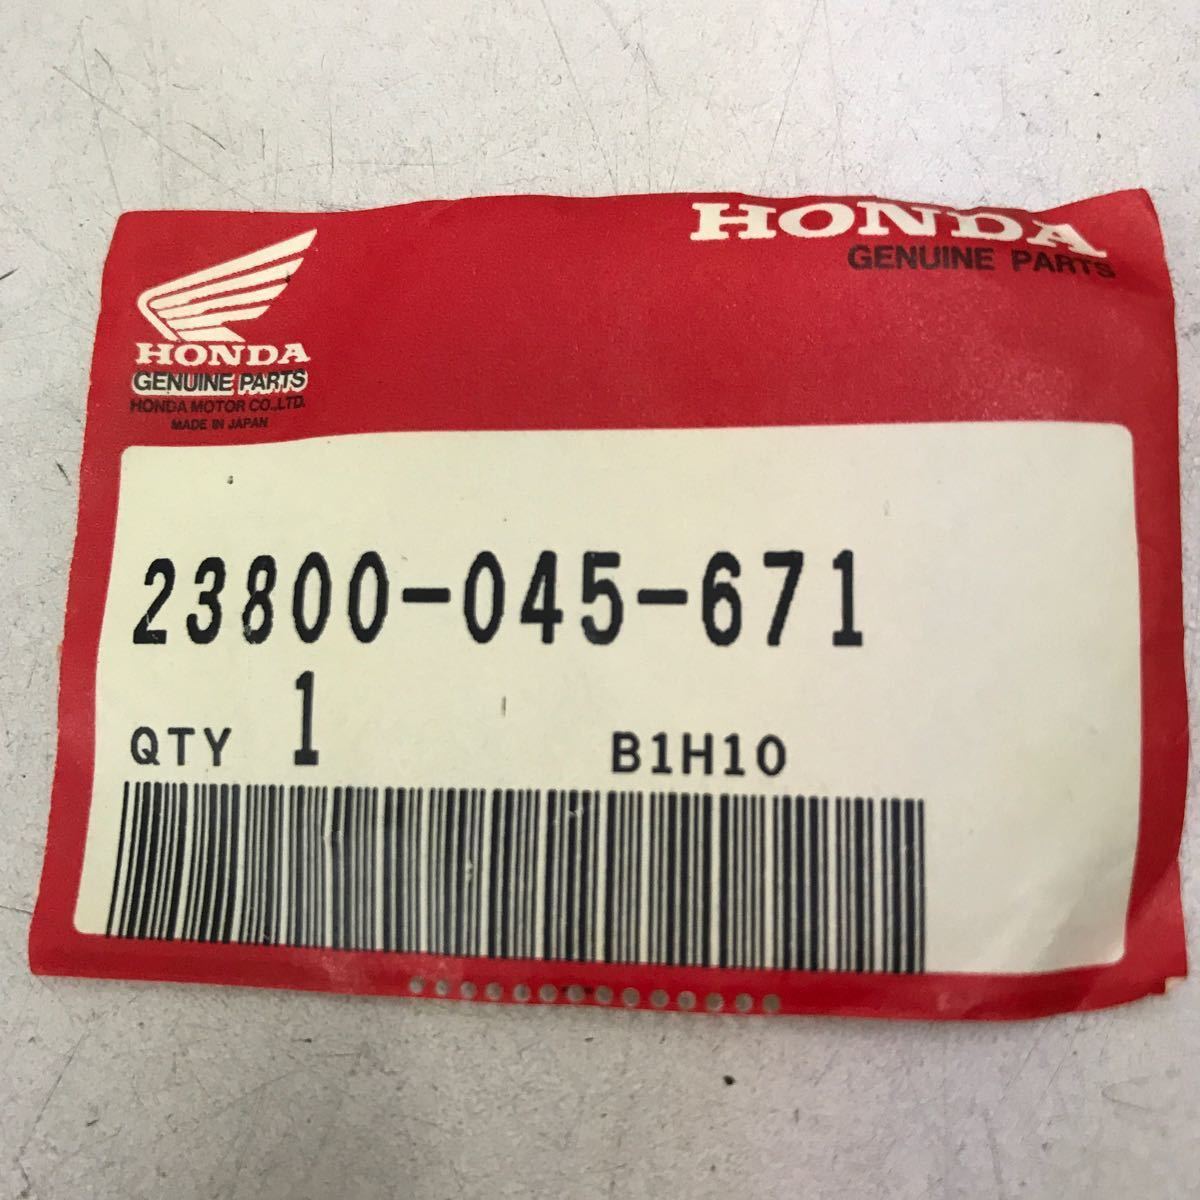 HONDA
GENUINE PARTS
HONDA
GENUINE PARTS
HONDA MOTOR CO.,LTD.
MADE IN JAPAN
23800-045-671
QTY 1 B1H10